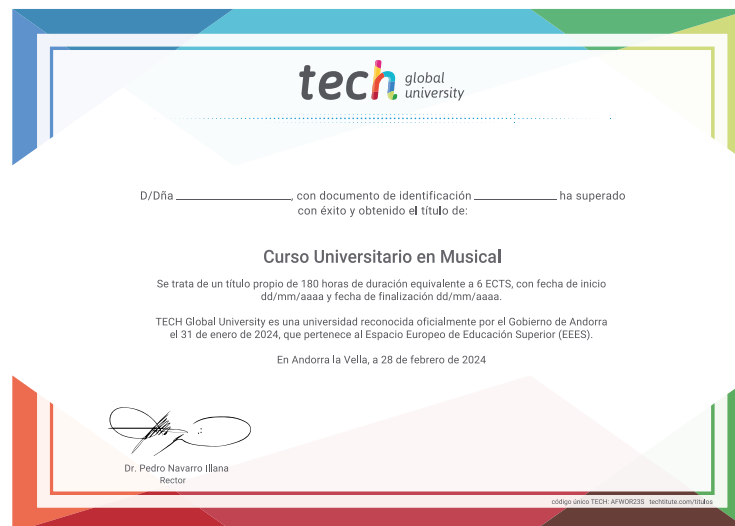 tech global
university
D/Dña ____________________, con documento de identificación ______________ ha superado
con éxito y obtenido el título de:
Curso Universitario en Musical
Se trata de un título propio de 180 horas de duración equivalente a 6 ECTS, con fecha de inicio
dd/mm/aaaa y fecha de finalización dd/mm/aaaa.
TECH Global University es una universidad reconocida oficialmente por el Gobierno de Andorra
el 31 de enero de 2024, que pertenece al Espacio Europeo de Educación Superior (EEES).
En Andorra la Vella, a 28 de febrero de 2024
Dr. Pedro Navarro Illana
Rector
código único TECH: AFWOR23S techtitute.com/titulos